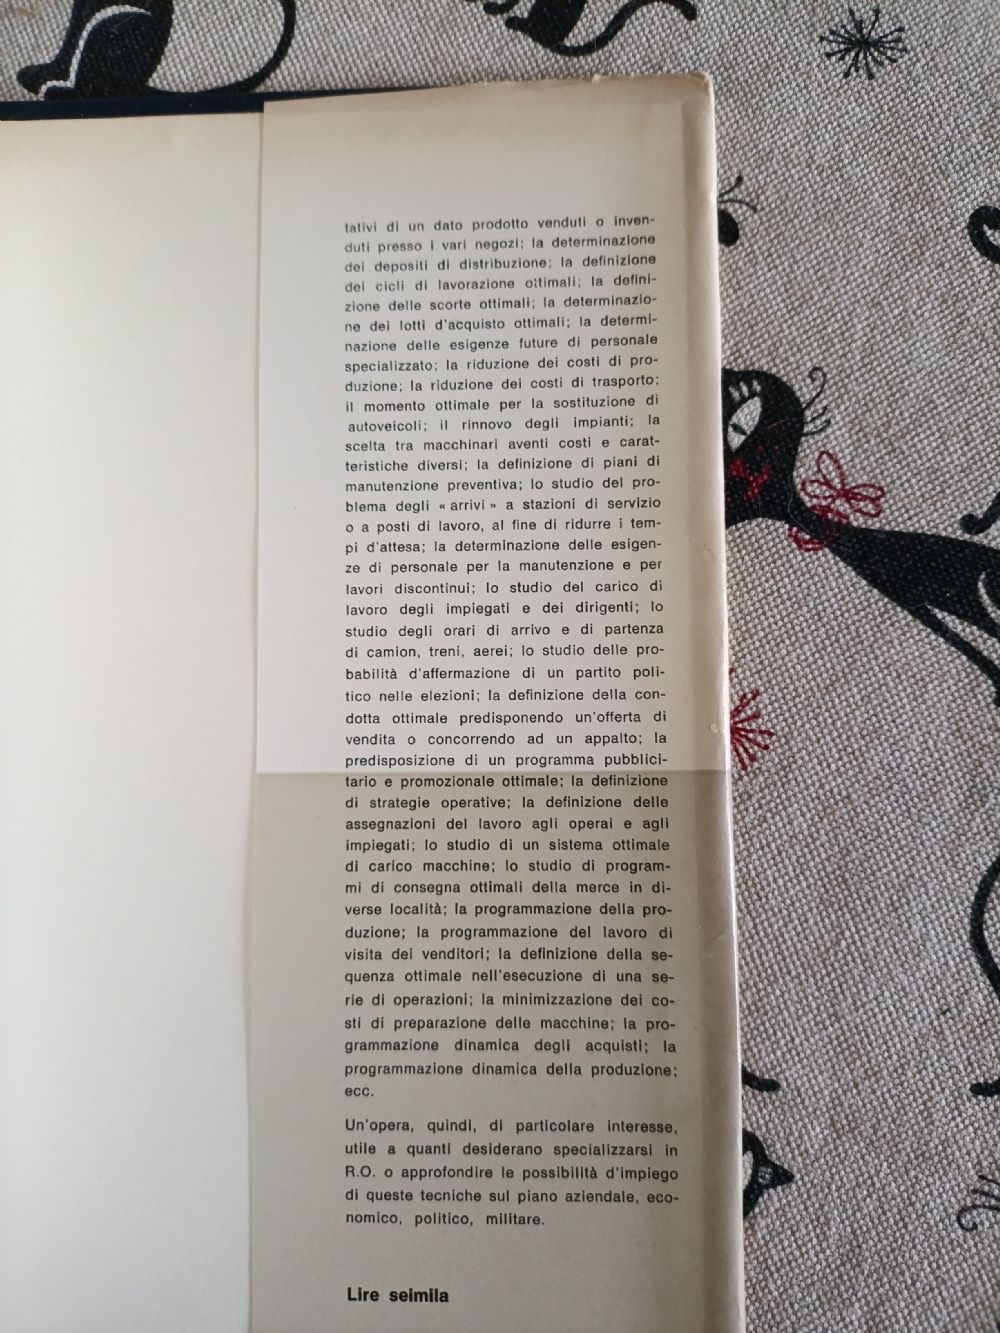 tativi di un dato prodotto venduti o inven-
duti presso i vari negozi; la determinazione
dei depositi di distribuzione; la definizione
dei cicli di lavorazione ottimali; la defini-
zione delle scorte ottimali; la determinazio-
ne dei lotti d'acquisto ottimali; la determi-
nazione delle esigenze future di personale
specializzato; la riduzione dei costi di pro-
duzione; la riduzione dei costi di trasporto;
il momento ottimale per la sostituzione di
autoveicoli; il rinnovo degli impianti; la
scelta tra macchinari aventi costi e carat-
teristiche diversi; la definizione di piani di
manutenzione preventiva; lo studio del pro-
blema degli « arrivi » a stazioni di servizio
o a posti di lavoro, al fine di ridurre i tem-
pi d'attesa; la determinazione delle esigen-
ze di personale per la manutenzione e per
lavori discontinui; lo studio del carico di
lavoro degli impiegati e dei dirigenti; lo
studio degli orari di arrivo e di partenza
di camion, treni, aerei; lo studio delle pro-
babilità d'affermazione di un partito poli-
tico nelle elezioni; la definizione della con-
dotta ottimale predisponendo un'offerta di
vendita o concorrendo ad un appalto; la
predisposizione di un programma pubblici-
tario e promozionale ottimale; la definizione
di strategie operative; la definizione delle
assegnazioni del lavoro agli operai e agli
impiegati; lo studio di un sistema ottimale
di carico macchine; lo studio di program-
mi di consegna ottimali della merce in di-
verse località; la programmazione della pro-
duzione; la programmazione del lavoro di
visita dei venditori; la definizione della se-
quenza ottimale nell'esecuzione di una se-
rie di operazioni; la minimizzazione dei co-
sti di preparazione delle macchine; la pro-
grammazione dinamica degli acquisti; la
programmazione dinamica della produzione;
ecc.
Un'opera, quindi, di particolare interesse,
utile a quanti desiderano specializzarsi in
R.O. o approfondire le possibilità d'impiego
di queste tecniche sul piano aziendale, eco-
nomico, politico, militare.
Lire seimila